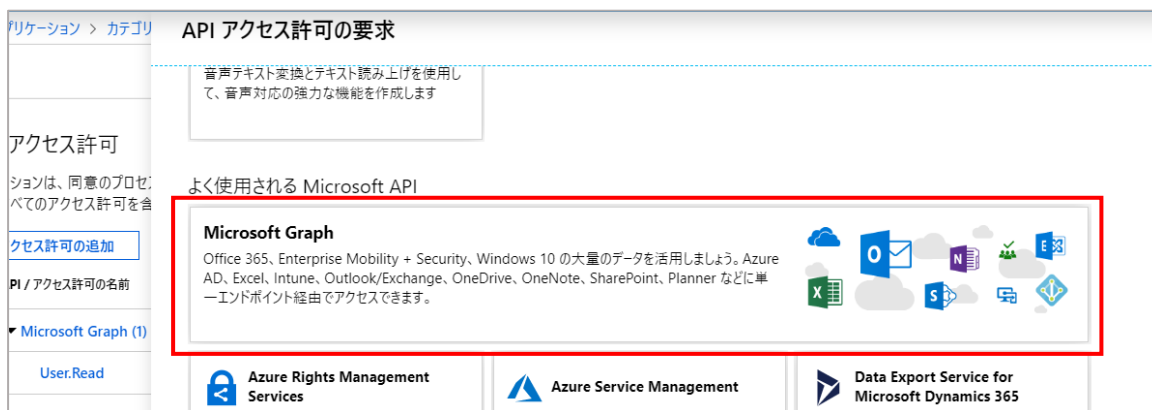 プリケーション > カテゴリ
API アクセス許可の要求
音声テキスト変換とテキスト読み上げを使用し
て、音声対応の強力な機能を作成します
アクセス許可
ションは、同意のプロセス
べてのアクセス許可を含
クセス許可の追加
PI / アクセス許可の名前
Microsoft Graph (1)
User.Read
よく使用される Microsoft API
Microsoft Graph
Office 365、Enterprise Mobility + Security、Windows 10 の大量のデータを活用しましょう。Azure
AD、Excel、Intune、Outlook/Exchange、OneDrive、OneNote、SharePoint、Planner などに単
一エンドポイント経由でアクセスできます。
Azure Rights Management
Services
Azure Service Management
Data Export Service for
Microsoft Dynamics 365